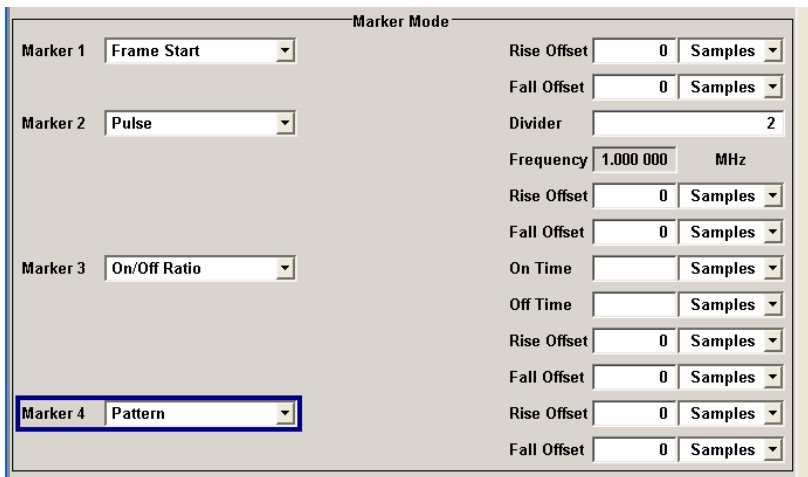 Marker Mode
Marker 1 Frame Start Rise Offset 0 Samples
Fall Offset 0 Samples
Marker 2 Pulse Divider 2
Frequency 1.000 000 MHz
Rise Offset 0 Samples
Fall Offset 0 Samples
Marker 3 On/Off Ratio On Time Samples
Off Time Samples
Rise Offset 0 Samples
Fall Offset 0 Samples
Marker 4 Pattern Rise Offset 0 Samples
Fall Offset 0 Samples